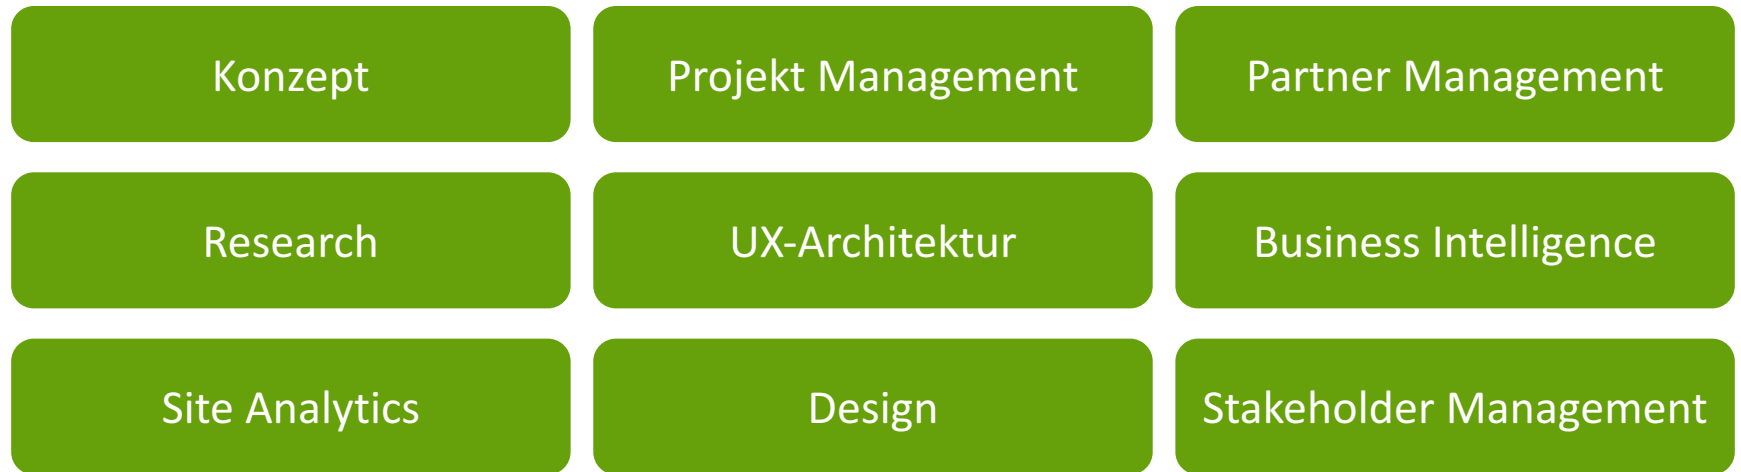 Konzept
Projekt Management
Partner Management
Research
UX-Architektur
Business Intelligence
Site Analytics
Design
Stakeholder Management